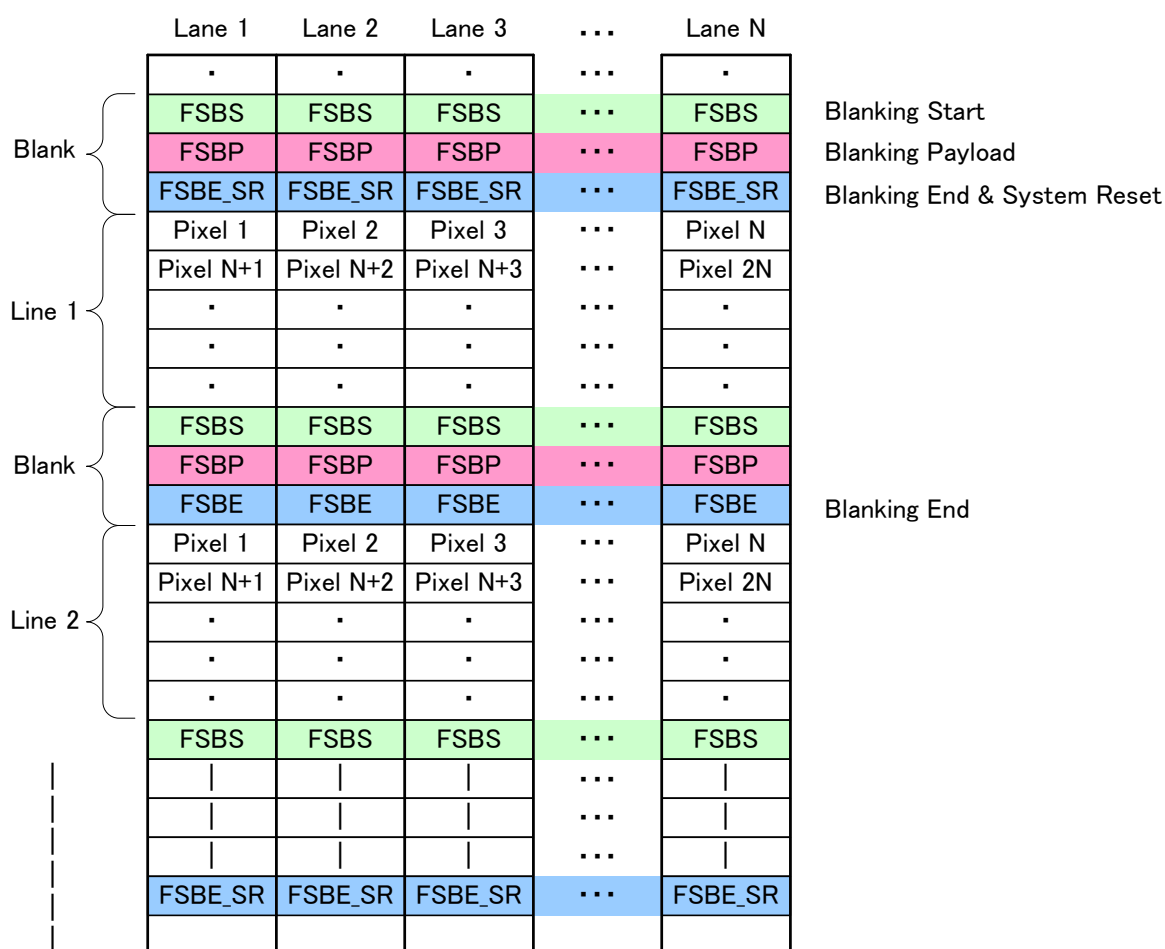 Lane 1 Lane 2 Lane 3 ··· Lane N
· · · ··· ·
FSBS FSBS FSBS ··· FSBS Blanking Start
Blank FSBP FSBP FSBP ··· FSBP Blanking Payload
FSBE_SR FSBE_SR FSBE_SR ··· FSBE_SR Blanking End & System Reset
Pixel 1 Pixel 2 Pixel 3 ··· Pixel N
Pixel N+1 Pixel N+2 Pixel N+3 ··· Pixel 2N
Line 1 · · · ··· ·
· · · ··· ·
· · · ··· ·
FSBS FSBS FSBS ··· FSBS
Blank FSBP FSBP FSBP ··· FSBP
FSBE FSBE FSBE ··· FSBE Blanking End
Pixel 1 Pixel 2 Pixel 3 ··· Pixel N
Pixel N+1 Pixel N+2 Pixel N+3 ··· Pixel 2N
Line 2 · · · ··· ·
· · · ··· ·
· · · ··· ·
FSBS FSBS FSBS ··· FSBS
| | | ··· |
| | | ··· |
| | | ··· |
FSBE_SR FSBE_SR FSBE_SR ··· FSBE_SR